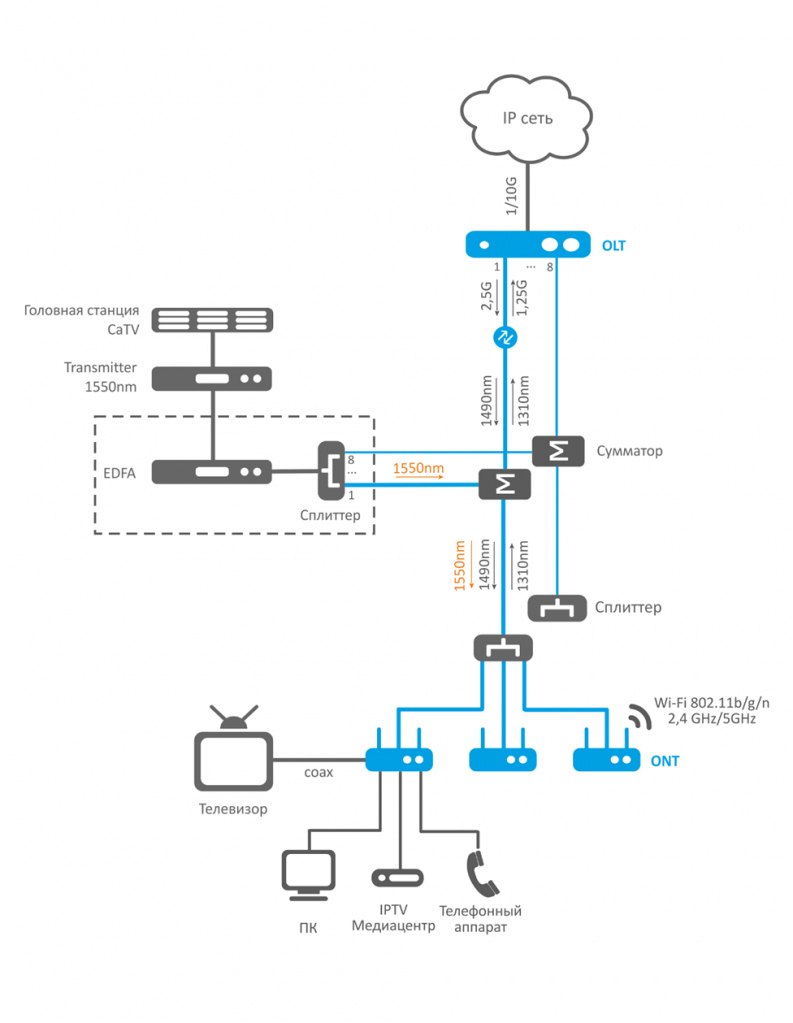 IP сеть
1/10G
OLT
1 ... 8
2,5G
1,25G
Головная станция
CaTV
Transmitter
1550nm
1490nm
1310nm
EDFA
8
...
1
Сплиттер
1550nm
M
Сумматор
M
1550nm
1490nm
1310nm
Сплиттер
Wi-Fi 802.11b/g/n
2,4 GHz/5GHz
ONT
coax
Телевизор
ПК
IPTV
Медиацентр
Телефонный
аппарат